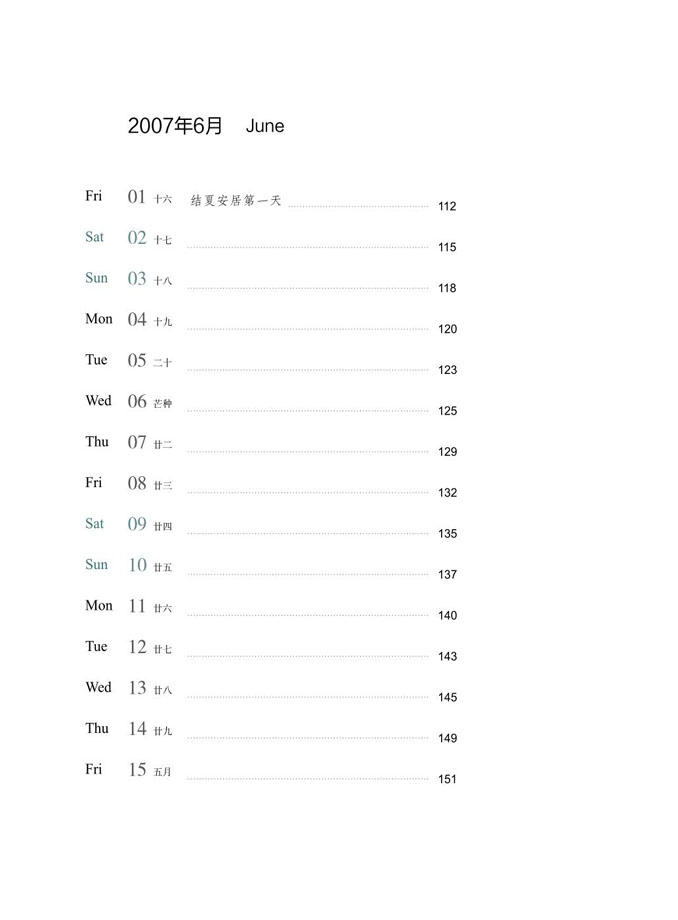 2007年6月 June
Fri 01 十六 结夏安居第一天 112
Sat 02 十七 115
Sun 03 十八 118
Mon 04 十九 120
Tue 05 二十 123
Wed 06 芒种 125
Thu 07 廿二 129
Fri 08 廿三 132
Sat 09 廿四 135
Sun 10 廿五 137
Mon 11 廿六 140
Tue 12 廿七 143
Wed 13 廿八 145
Thu 14 廿九 149
Fri 15 五月 151